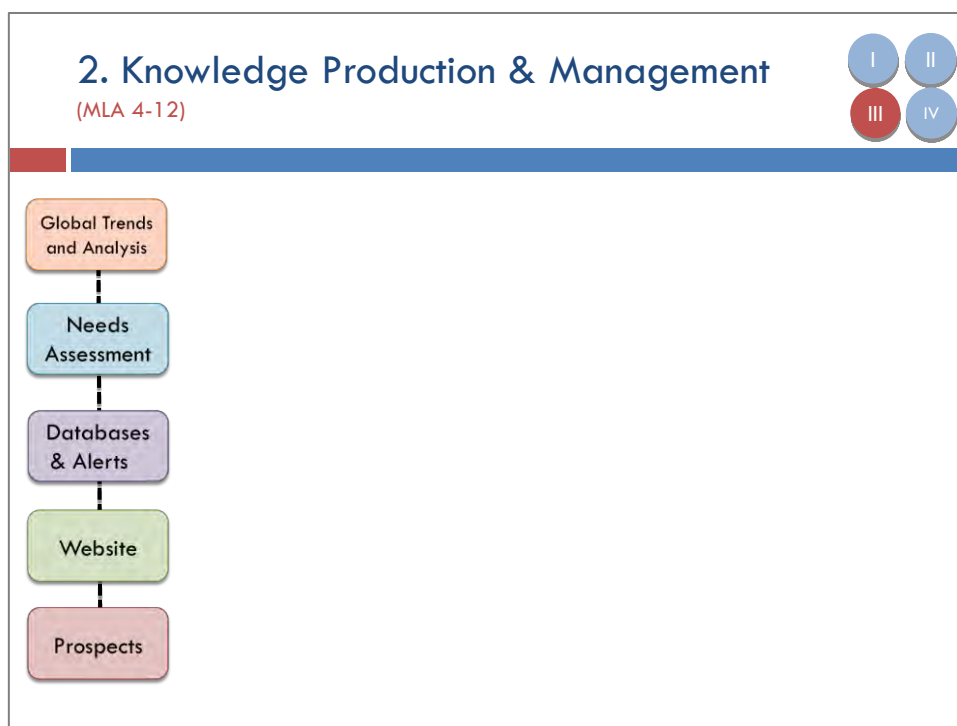 2. Knowledge Production & Management
(MLA 4-12)
I
II
III
IV
Global Trends
and Analysis
Needs
Assessment
Databases
& Alerts
Website
Prospects